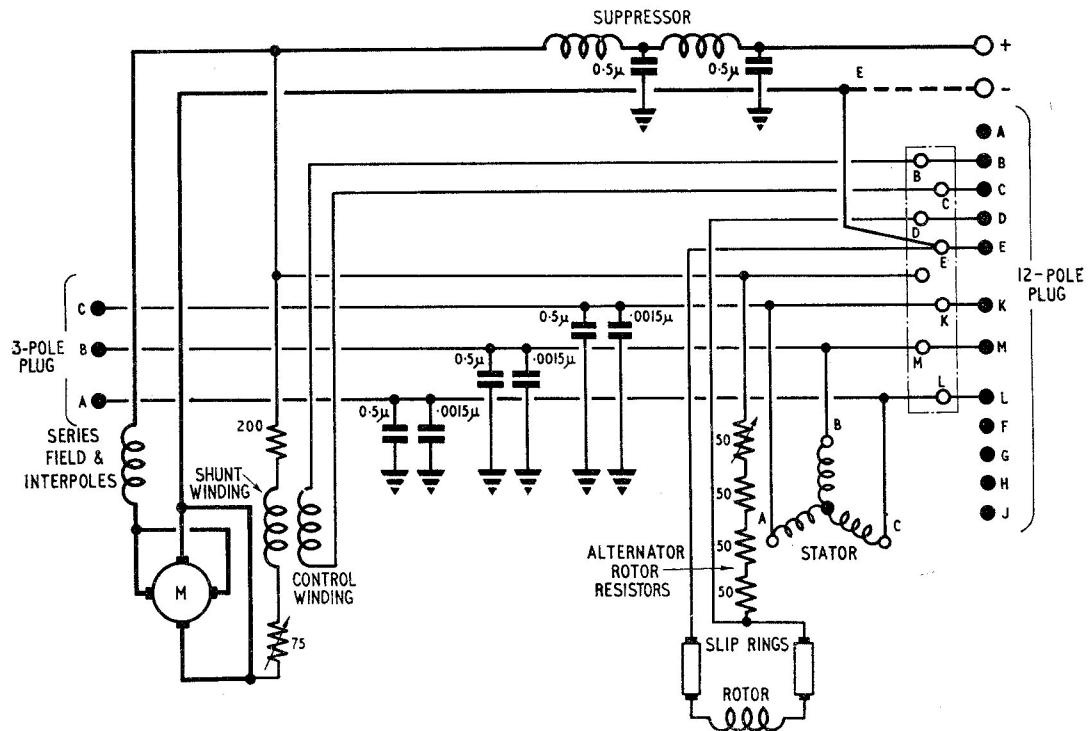 SUPPRESSOR
+
0·5µ
0·5µ
E
-
A
B
B
C
C
D
D
E
E
12-POLE
PLUG
C
0·5µ
.0015µ
K
K
3-POLE
PLUG
B
0·5µ
.0015µ
M
M
A
0·5µ
.0015µ
L
L
SERIES
FIELD &
INTERPOLES
200
50
B
F
G
SHUNT
WINDING
50
H
A
C
J
50
STATOR
ALTERNATOR
ROTOR
RESISTORS
CONTROL
WINDING
50
M
75
SLIP RINGS
ROTOR